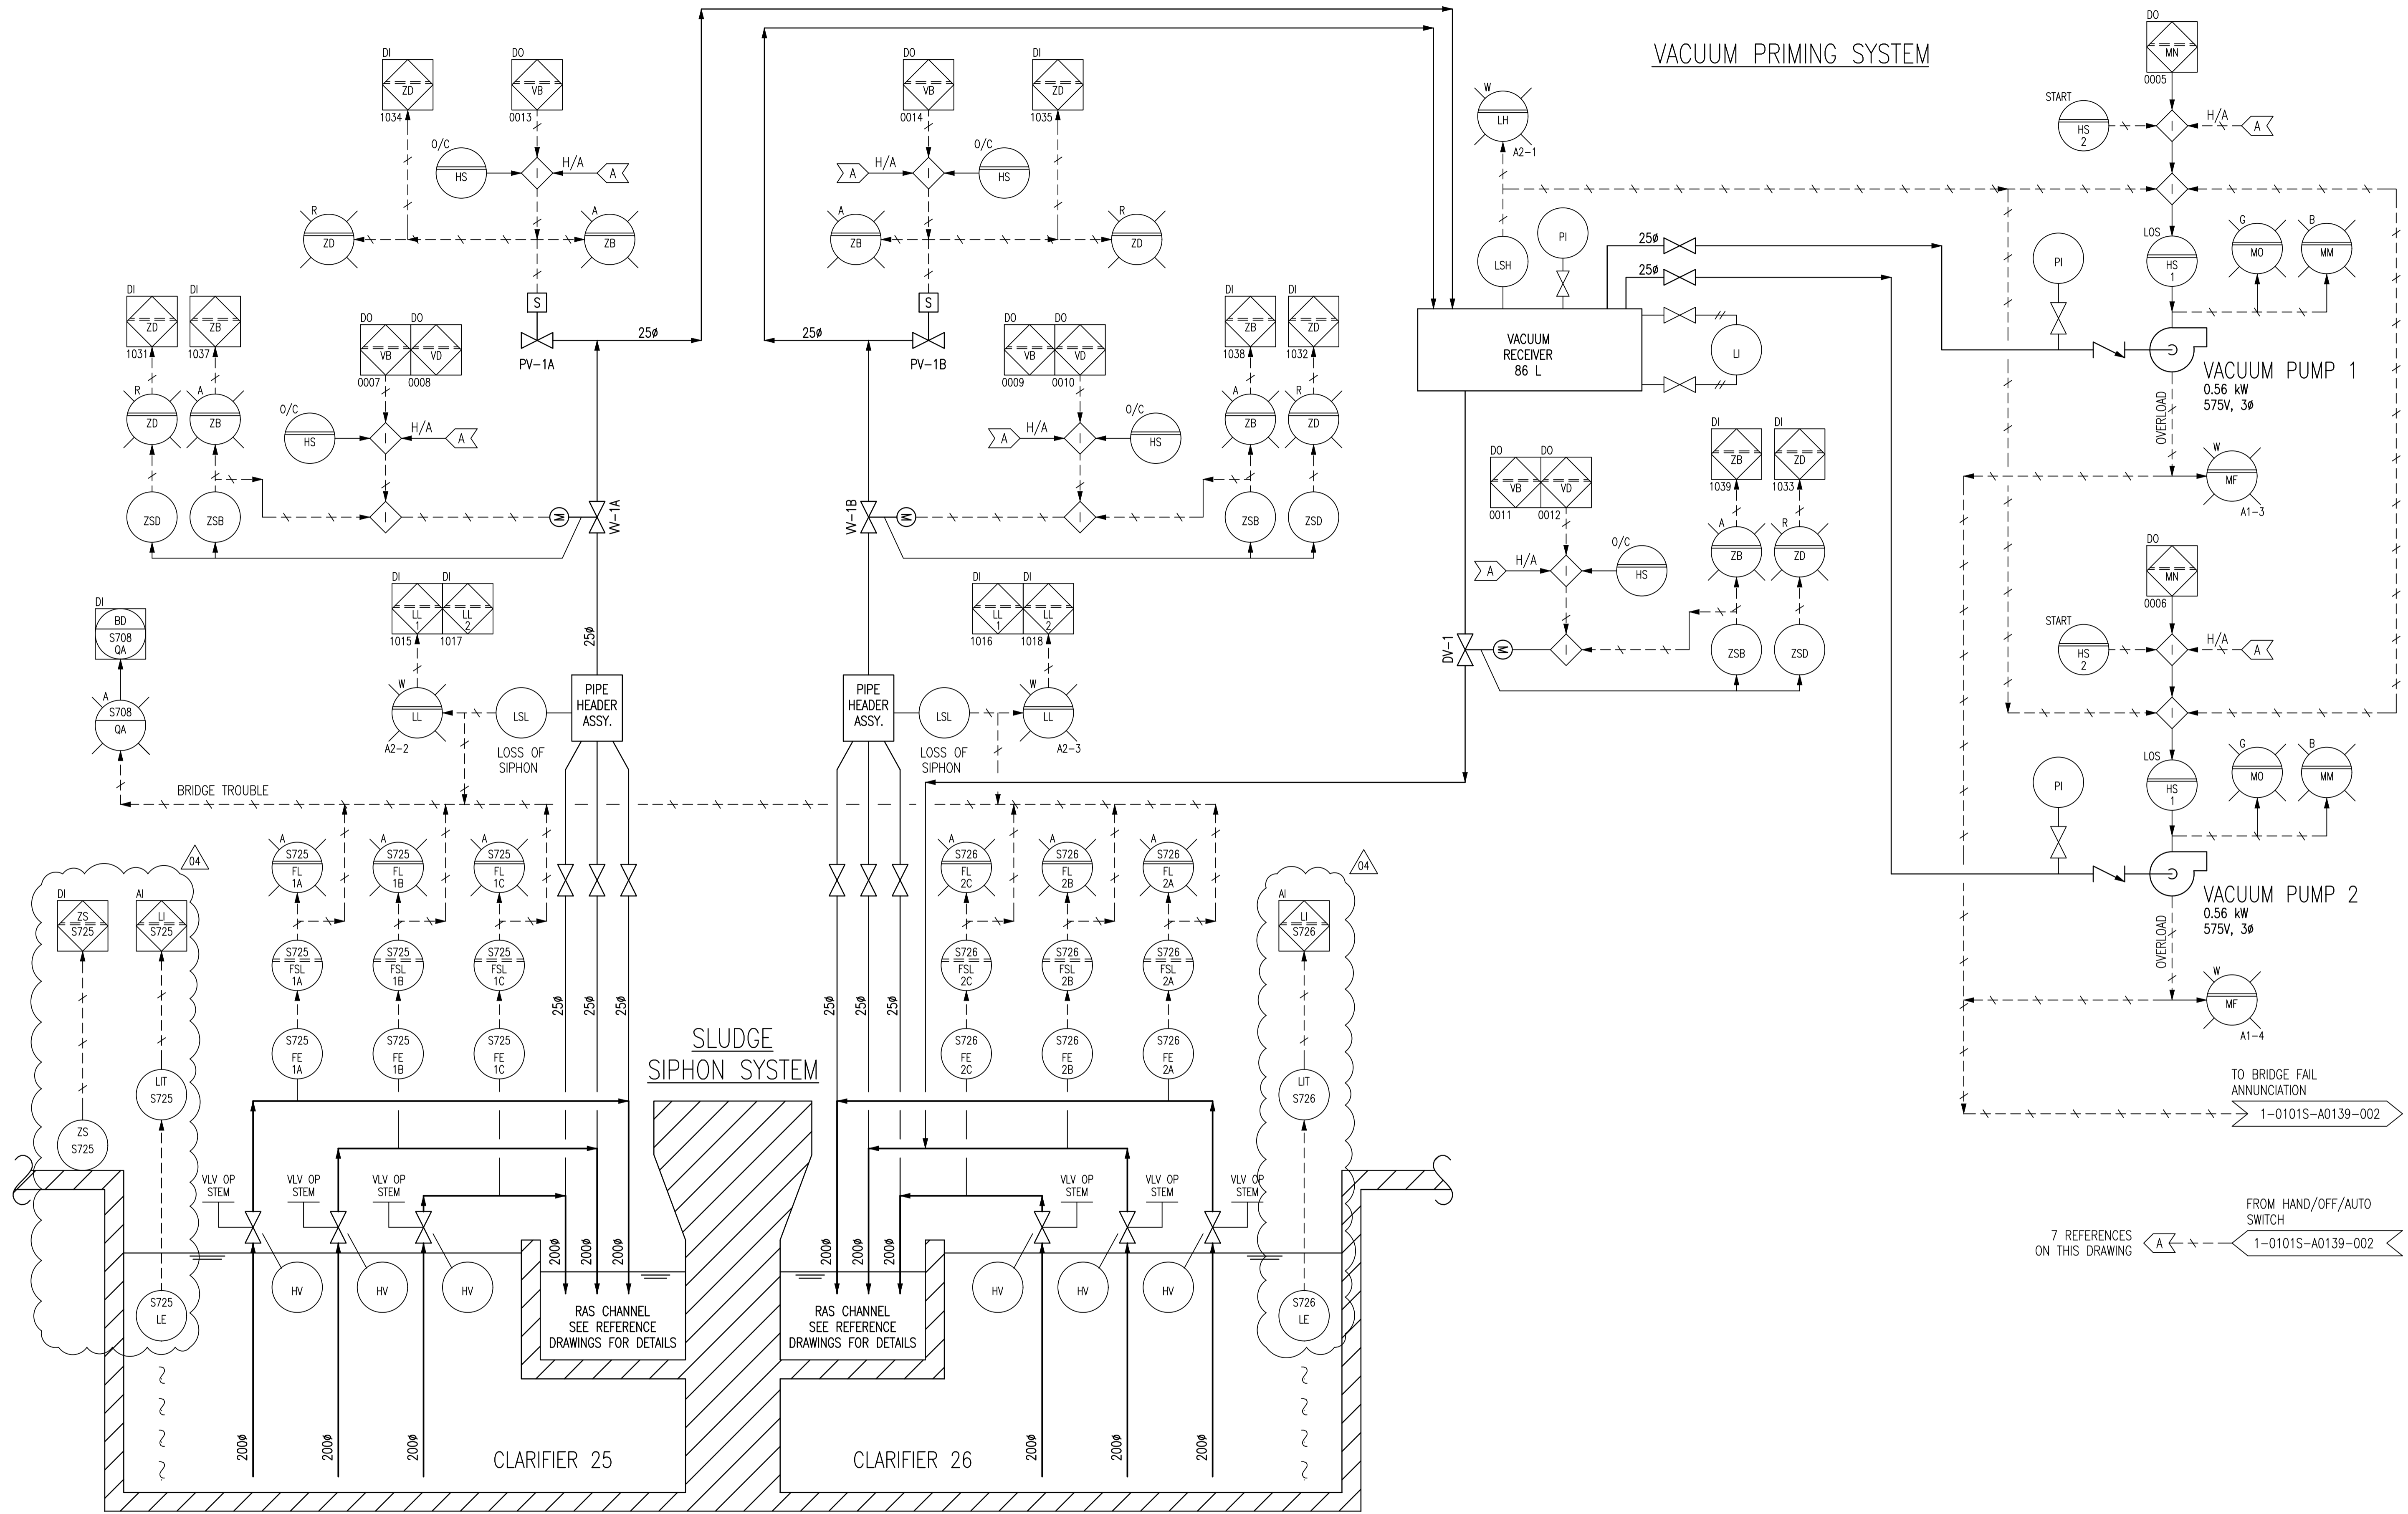 VACUUM PRIMING SYSTEM
DI
ZD
1034
DO
VB
0013
O/C
HS
H/A
A
R
ZD
A
ZB
S
PV-1A
25ø
DO
VB
0014
DI
ZD
1035
A
H/A
O/C
HS
A
ZB
R
ZD
S
PV-1B
25ø
DI
ZD
1031
DI
ZB
1037
R
ZD
A
ZB
ZSD
ZSB
DO
DO
VB
VD
0007
0008
O/C
HS
H/A
A
I
I
I
M
VV-1A
DO
DO
VB
VD
0009
0010
A
H/A
O/C
HS
I
I
I
M
VV-1B
DI
ZB
1038
DI
ZD
1032
A
ZB
R
ZD
ZSB
ZSD
W
LH
A2-1
LSH
PI
25ø
25ø
VACUUM
RECEIVER
86 L
LI
DO
DO
VB
VD
0011
0012
A
H/A
O/C
HS
I
I
M
DV-1
DI
ZB
1039
DI
ZD
1033
A
ZB
R
ZD
ZSB
ZSD
DO
MN
0005
START
HS
2
I
H/A
A
I
LOS
HS
1
G
MO
B
MM
PI
VACUUM PUMP 1
0.56 kW
575V, 3ø
OVERLOAD
W
MF
A1-3
DO
MN
0006
START
HS
2
I
H/A
A
I
LOS
HS
1
G
MO
B
MM
PI
VACUUM PUMP 2
0.56 kW
575V, 3ø
OVERLOAD
W
MF
A1-4
TO BRIDGE FAIL
ANNUNCIATION
1-0101S-A0139-002
FROM HAND/OFF/AUTO
SWITCH
1-0101S-A0139-002
7 REFERENCES
ON THIS DRAWING
A
DI
BD
S708
QA
A
S708
QA
BRIDGE TROUBLE
DI
DI
LL
1
LL
2
1015
1017
W
LL
A2-2
LSL
LOSS OF
SIPHON
25ø
PIPE
HEADER
ASSY.
DI
DI
LL
1
LL
2
1016
1018
PIPE
HEADER
ASSY.
LSL
LOSS OF
SIPHON
W
LL
A2-3
04
DI
ZS
S725
AI
LI
S725
LIT
S725
ZS
S725
S725
LE
A
S725
FL
1A
A
S725
FL
1B
A
S725
FL
1C
S725
FSL
1A
S725
FSL
1B
S725
FSL
1C
S725
FE
1A
S725
FE
1B
S725
FE
1C
25ø
25ø
25ø
SLUDGE
SIPHON SYSTEM
25ø
25ø
25ø
A
S726
FL
2C
A
S726
FL
2B
A
S726
FL
2A
S726
FSL
2C
S726
FSL
2B
S726
FSL
2A
S726
FE
2C
S726
FE
2B
S726
FE
2A
04
AI
LI
S726
LIT
S726
S726
LE
VLV OP
STEM
VLV OP
STEM
VLV OP
STEM
HV
HV
HV
200ø
200ø
200ø
RAS CHANNEL
SEE REFERENCE
DRAWINGS FOR DETAILS
200ø
200ø
200ø
RAS CHANNEL
SEE REFERENCE
DRAWINGS FOR DETAILS
VLV OP
STEM
VLV OP
STEM
VLV OP
STEM
HV
HV
HV
200ø
200ø
200ø
CLARIFIER 25
CLARIFIER 26
200ø
200ø
200ø